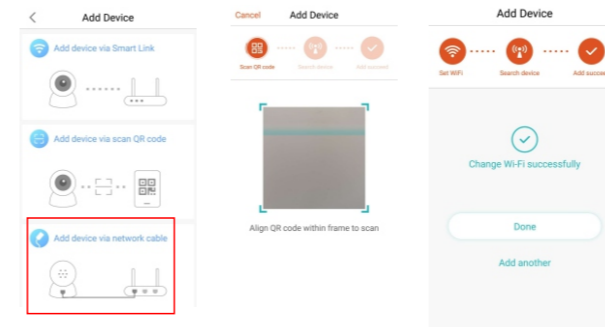 Add Device
Add device via Smart Link
Add device via scan QR code
Add device via network cable
Cancel Add Device
Scan QR code Search device Add succeed
Align QR code within frame to scan
Add Device
Set WiFi Search device Add succee
Change Wi-Fi successfully
Done
Add another